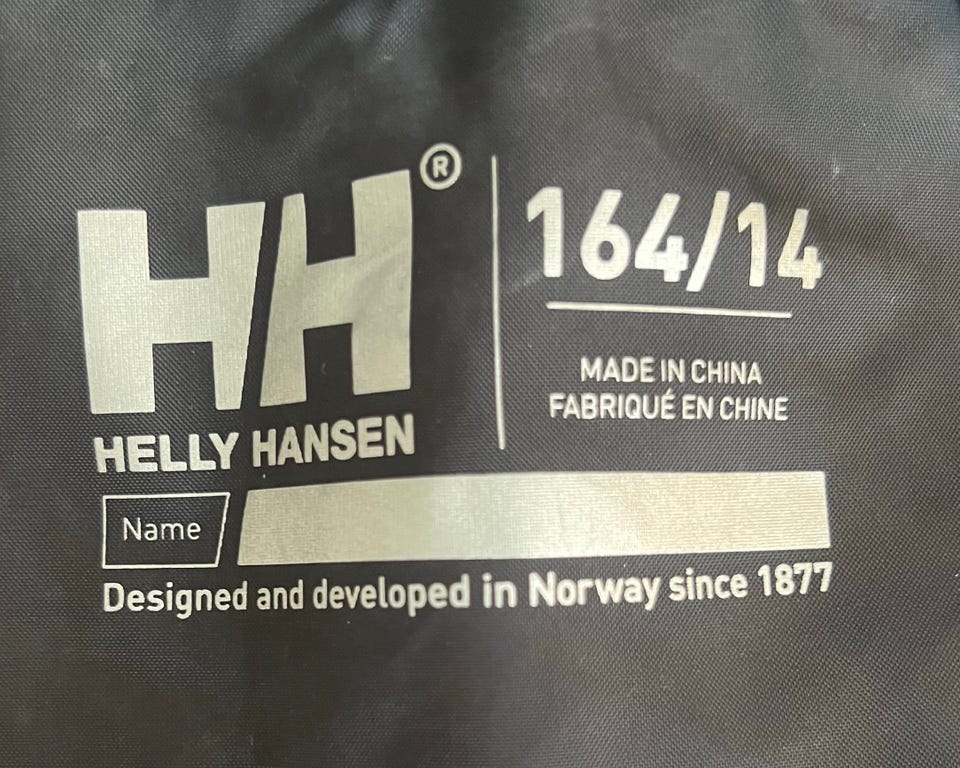 HH®
HELLY HANSEN
164/14
MADE IN CHINA
FABRIQUÉ EN CHINE
Name
Designed and developed in Norway since 1877